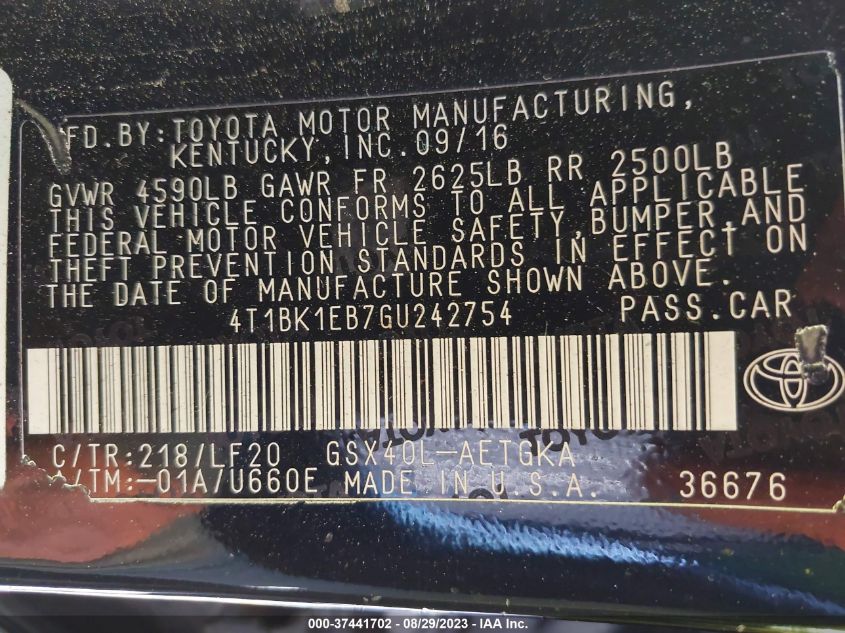 FD. BY: TOYOTA MOTOR MANUFACTURING,
KENTUCKY, INC. 09/16
GVWR 4590LB GAWR FR 2625LB RR 2500LB
THIS VEHICLE CONFORMS TO ALL APPLICABLE
FEDERAL MOTOR VEHICLE SAFETY, BUMPER, AND
THEFT PREVENTION STANDARDS IN EFFECT ON
THE DATE OF MANUFACTURE SHOWN ABOVE.
4T1BK1EB7GU242754 PASS. CAR
C/TR: 218/LF20 GSX40L-AETGKA
/TM:-01A/U660E MADE IN U.S.A. 36676
000-37441702 - 08/29/2023 - IAA Inc.